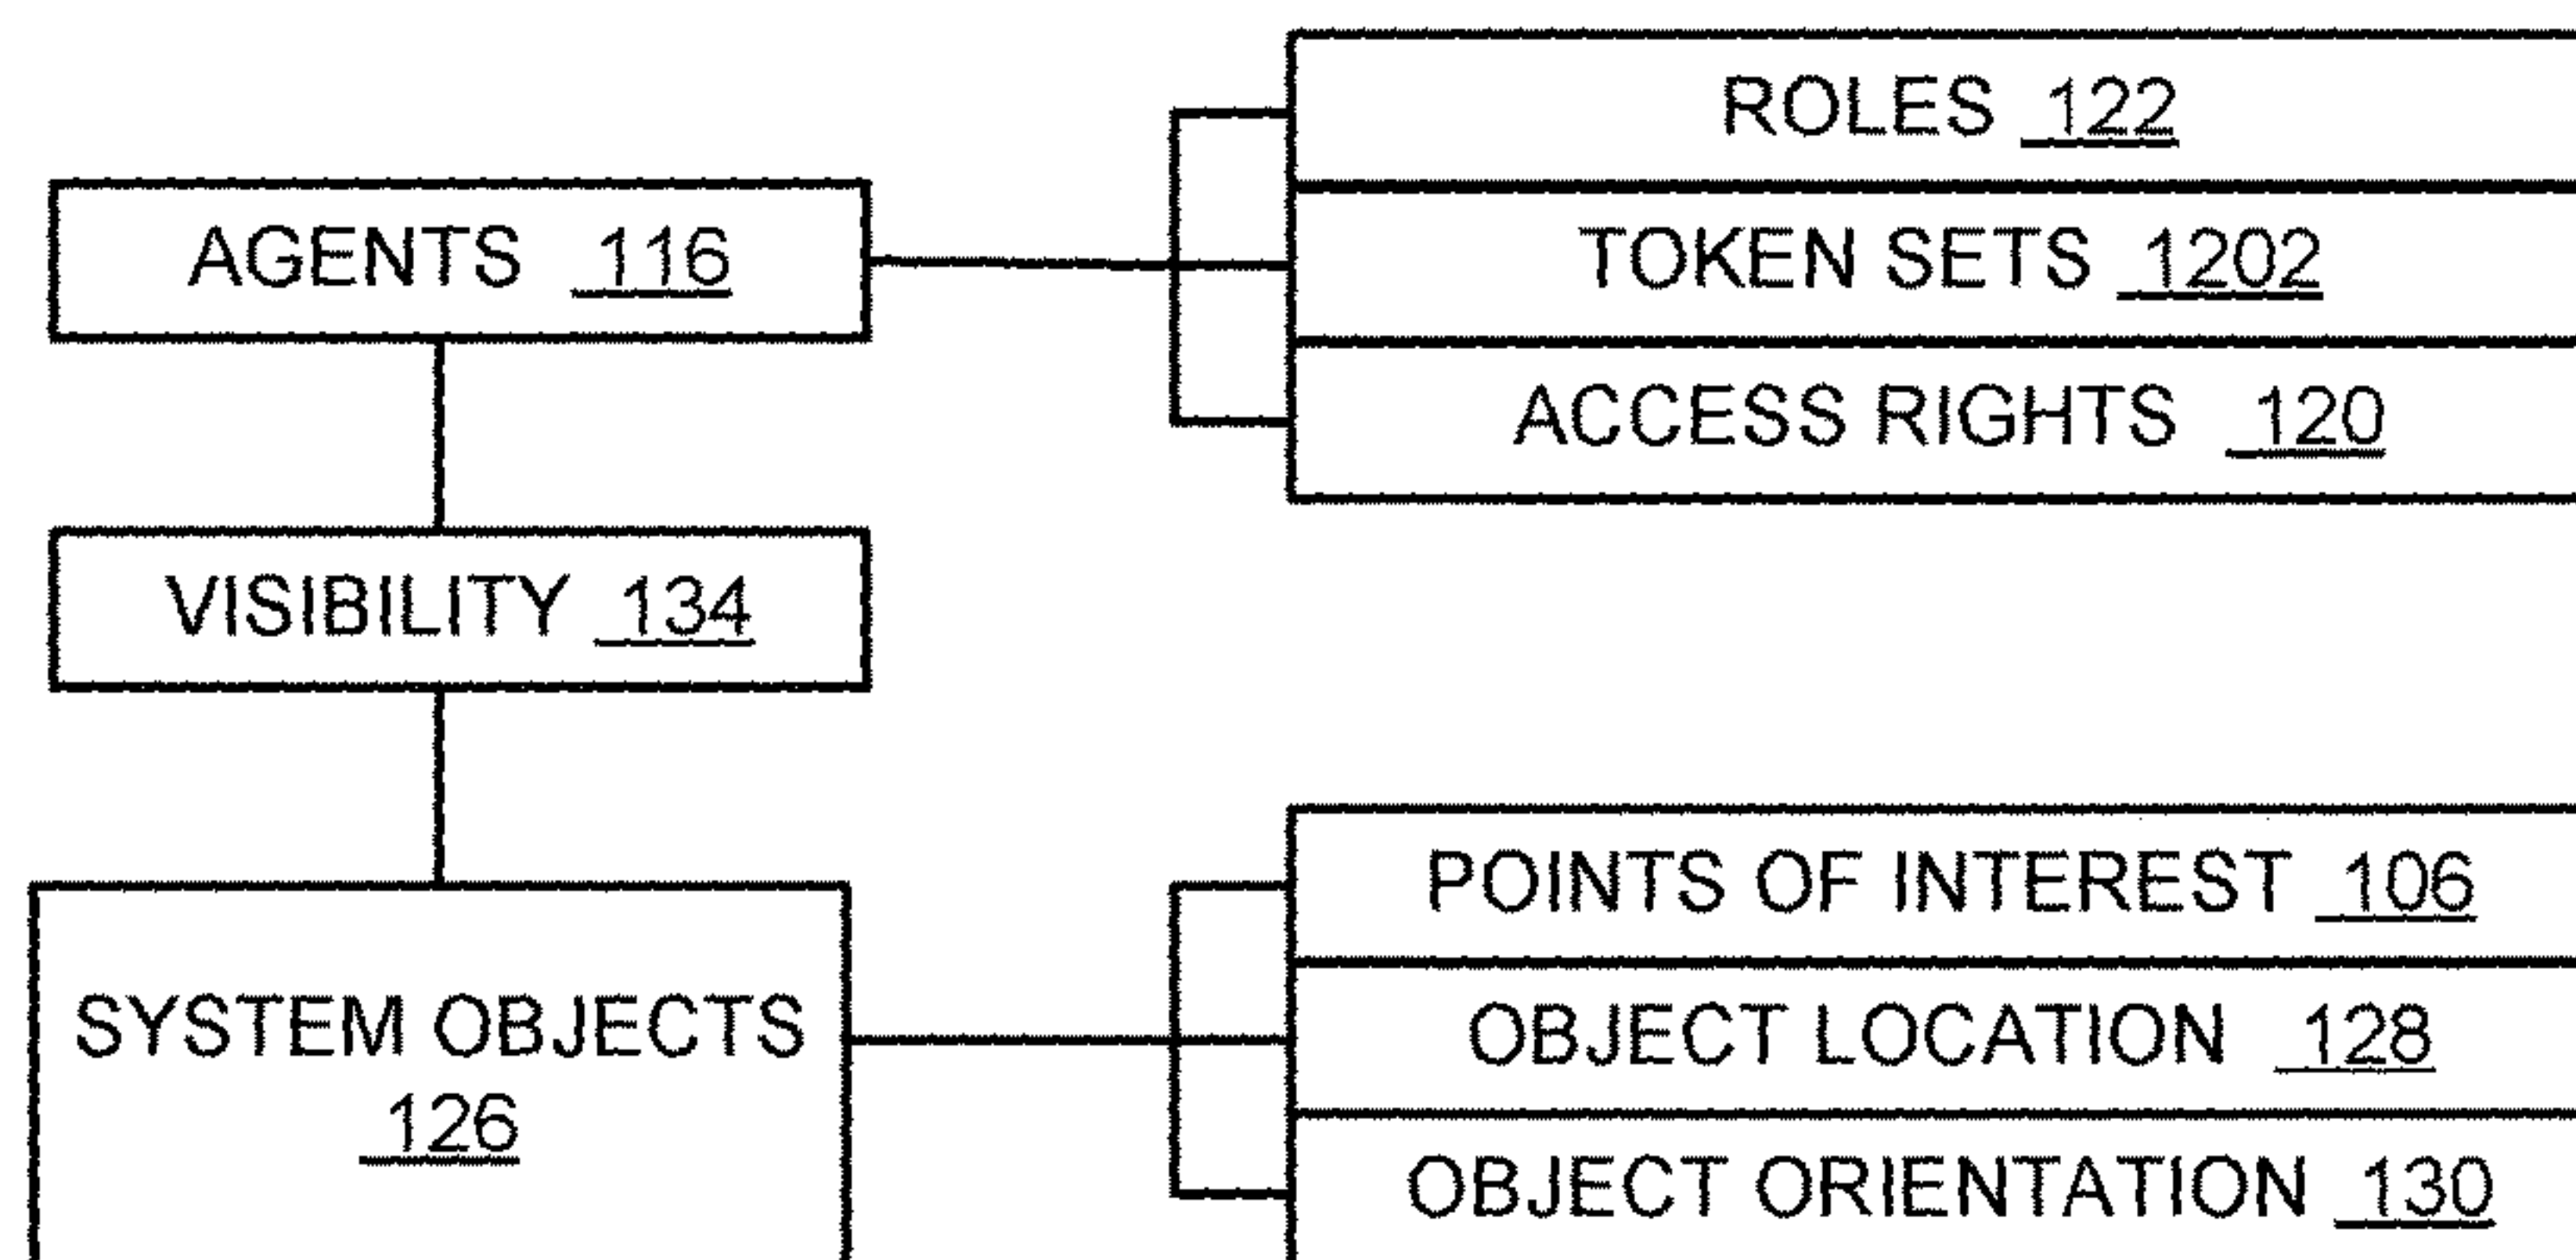 ROLES 122
AGENTS 116
TOKEN SETS 1202
ACCESS RIGHTS 120
VISIBILITY 134
POINTS OF INTEREST 106
SYSTEM OBJECTS
126
OBJECT LOCATION 128
OBJECT ORIENTATION 130